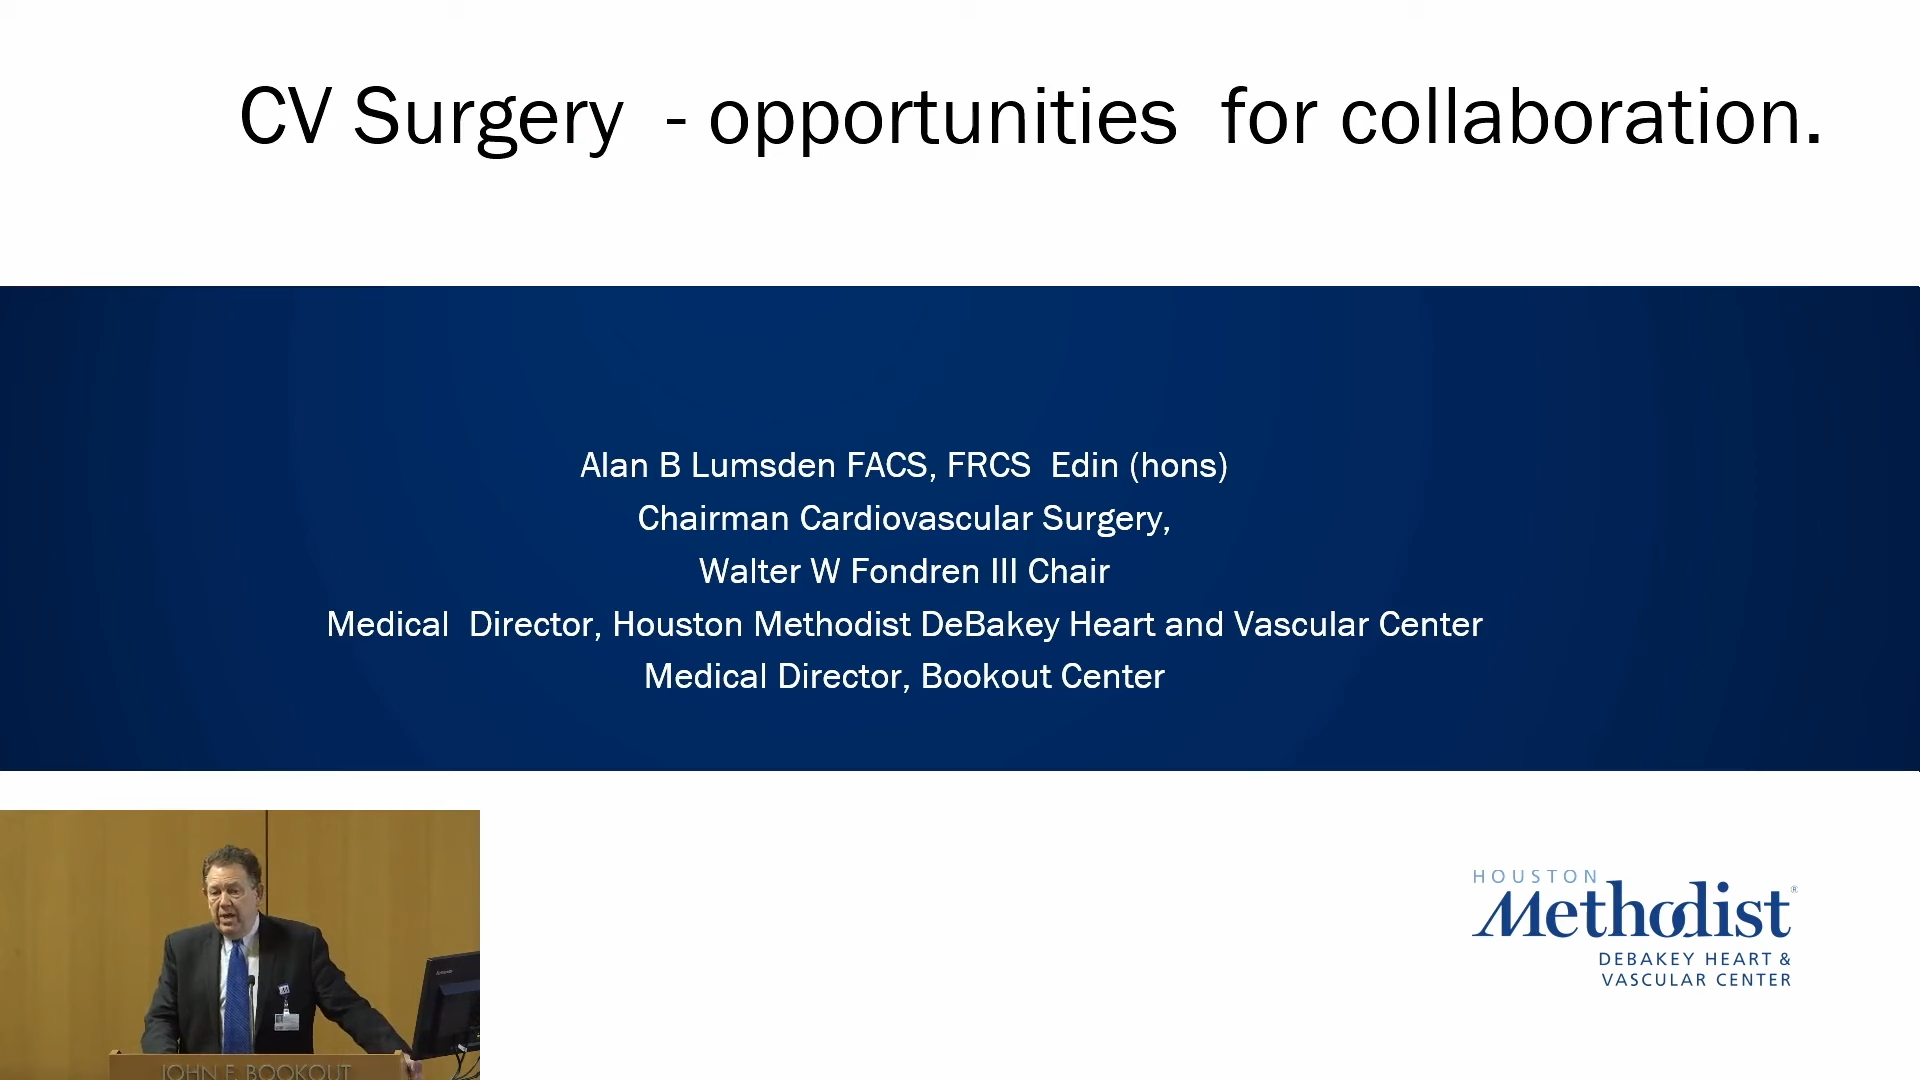 CV Surgery - opportunities for collaboration.
Alan B Lumsden FACS, FRCS Edin (hons)
Chairman Cardiovascular Surgery,
Walter W Fondren III Chair
Medical Director, Houston Methodist DeBakey Heart and Vascular Center
Medical Director, Bookout Center
HOUSTON
Methodist®
DEBAKEY HEART &
VASCULAR CENTER
JOHN F. BOOKOUT